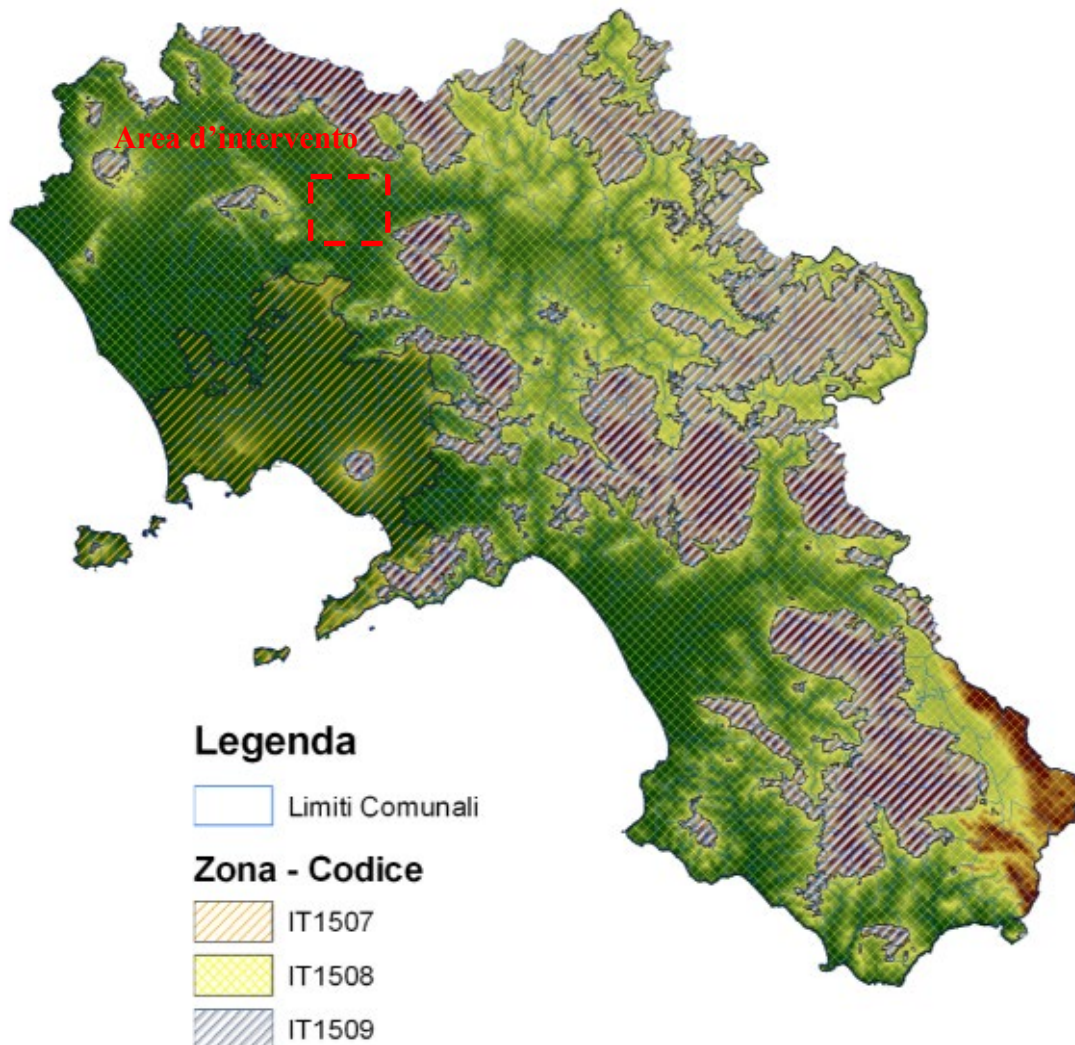 Area d’intervento
Legenda
Limiti Comunali
Zona - Codice
IT1507
IT1508
IT1509